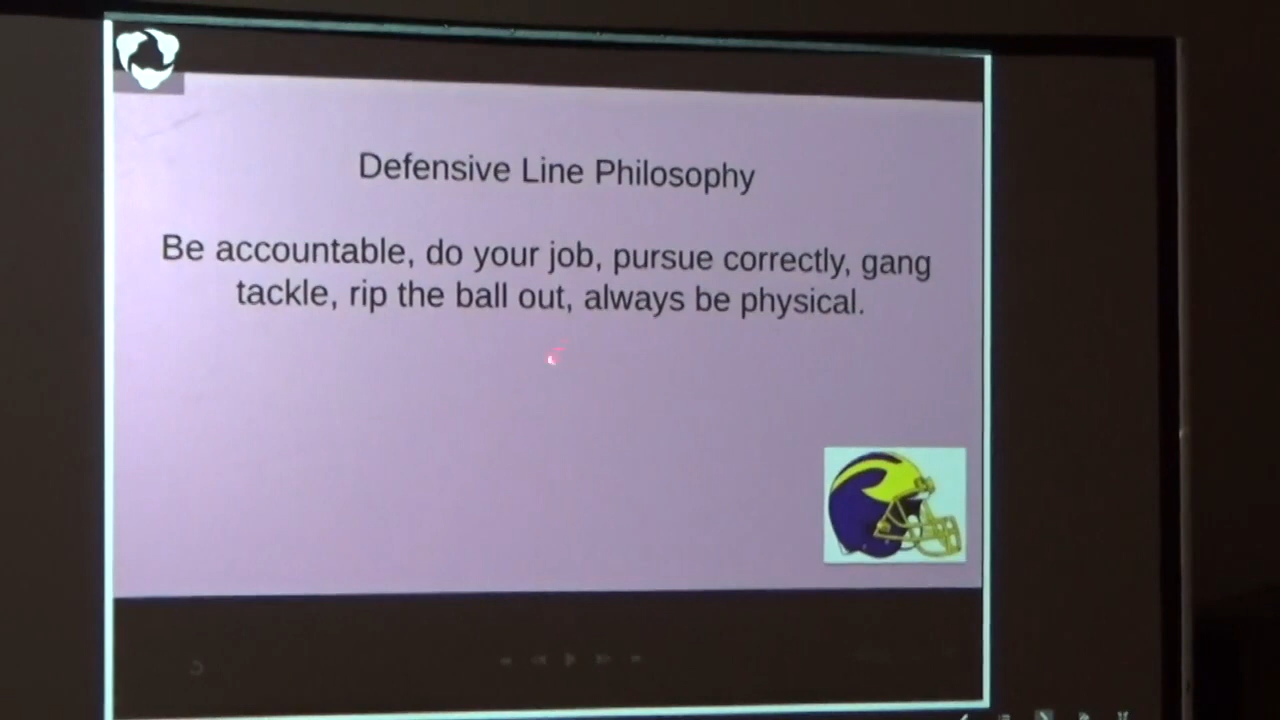 Defensive Line Philosophy
Be accountable, do your job, pursue correctly, gang
tackle, rip the ball out, always be physical.